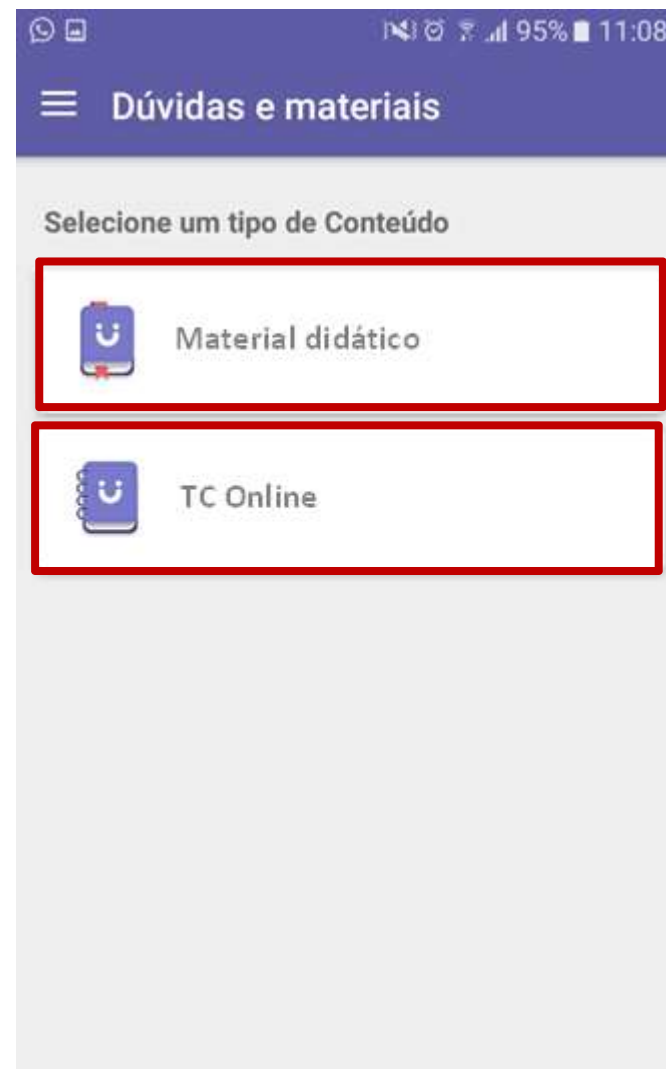 95% 11:08
Dúvidas e materiais
Selecione um tipo de Conteúdo
Material didático
TC Online